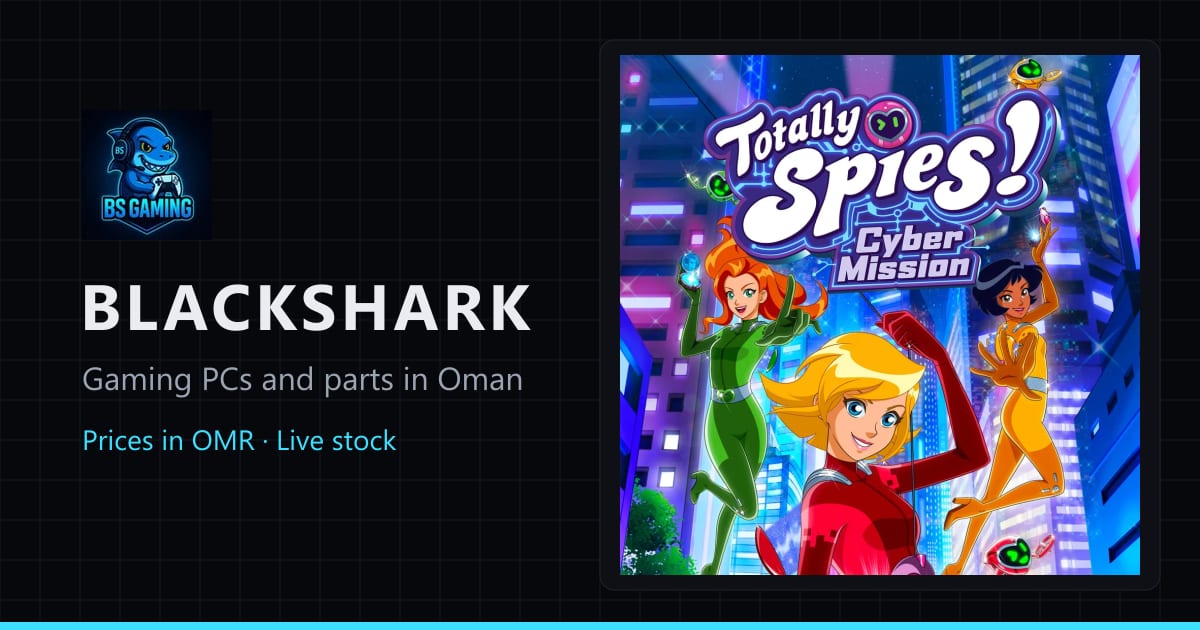 BS
BS GAMING
BLACKSHARK
Gaming PCs and parts in Oman
Prices in OMR · Live stock
Totally
Spies!
Cyber
Mission